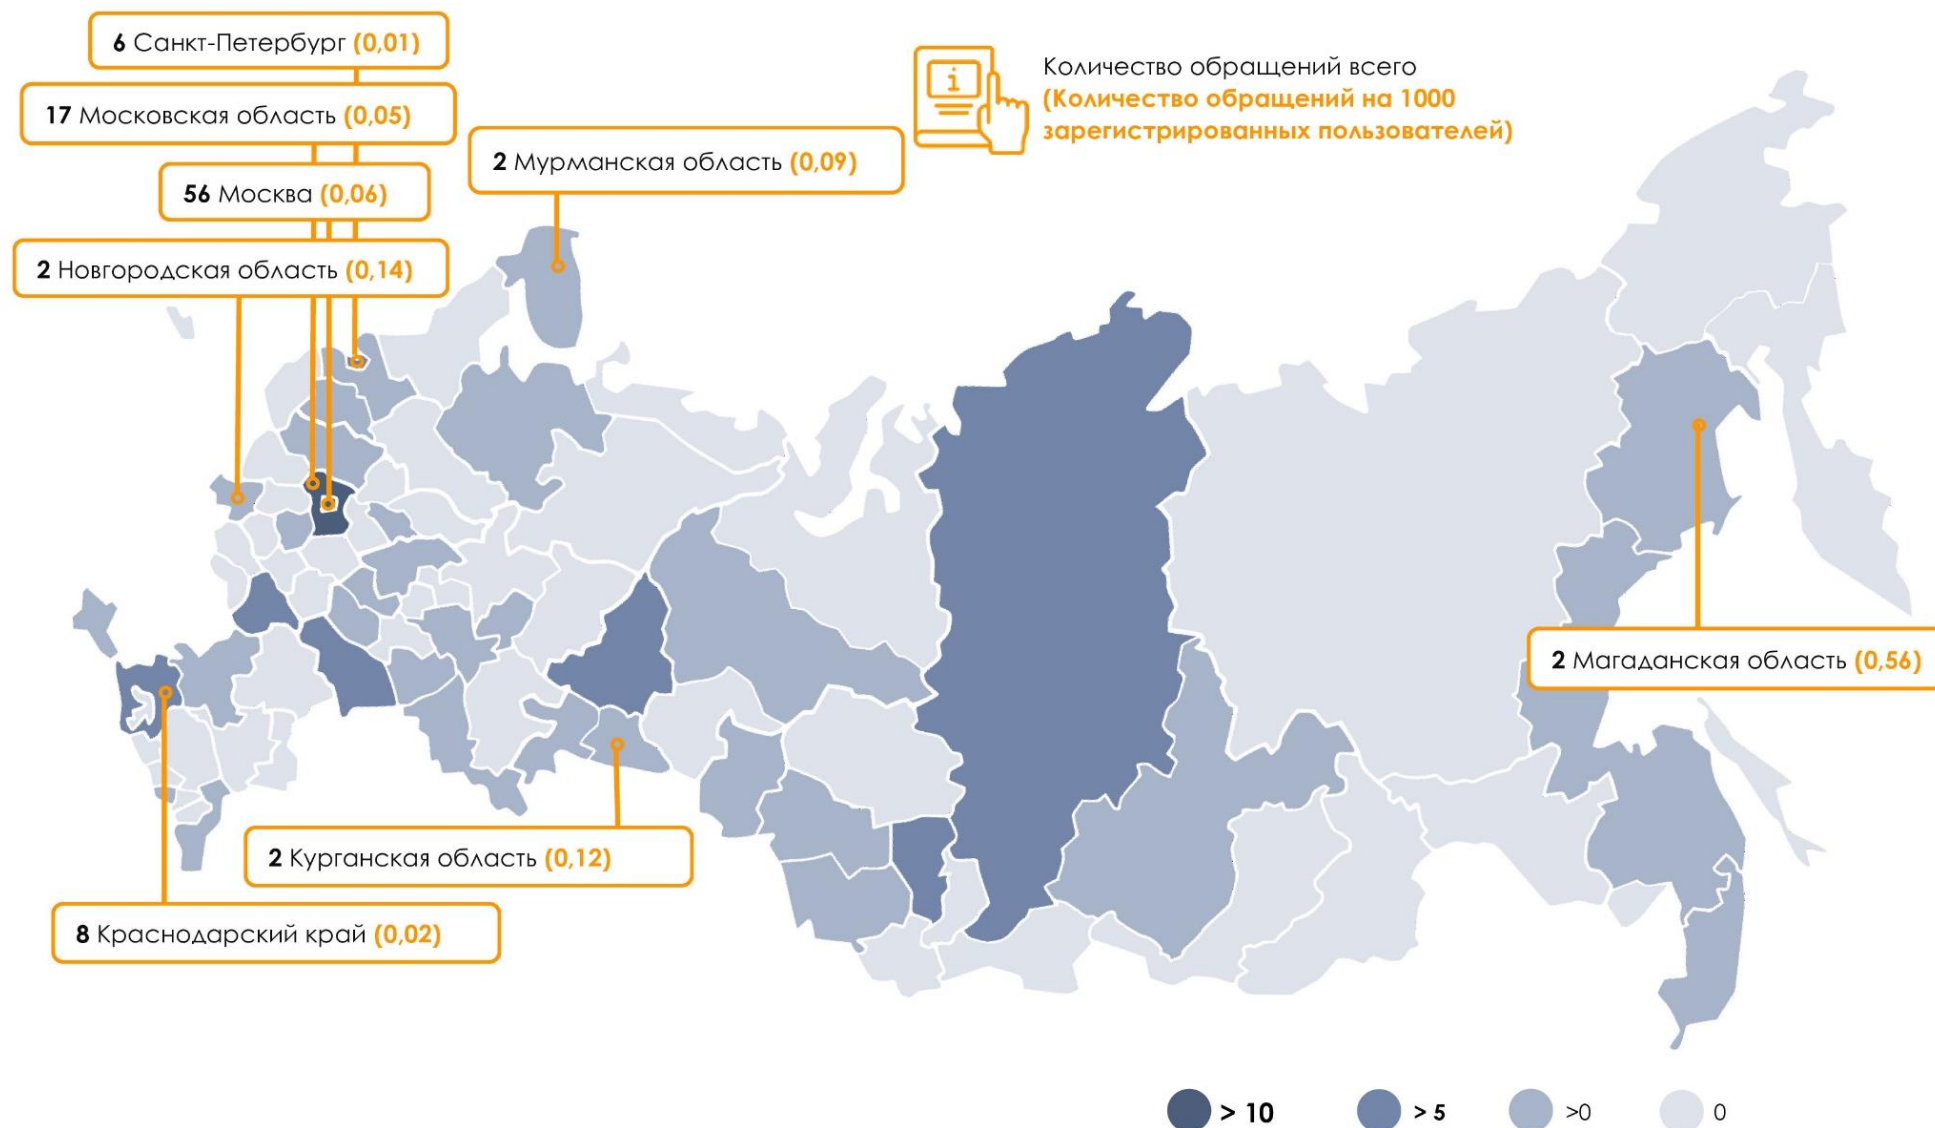 6 Санкт-Петербург (0,01)
17 Московская область (0,05)
56 Москва (0,06)
2 Новгородская область (0,14)
2 Мурманская область (0,09)
Количество обращений всего
(Количество обращений на 1000
зарегистрированных пользователей)
2 Магаданская область (0,56)
2 Курганская область (0,12)
8 Краснодарский край (0,02)
> 10
> 5
>0
0